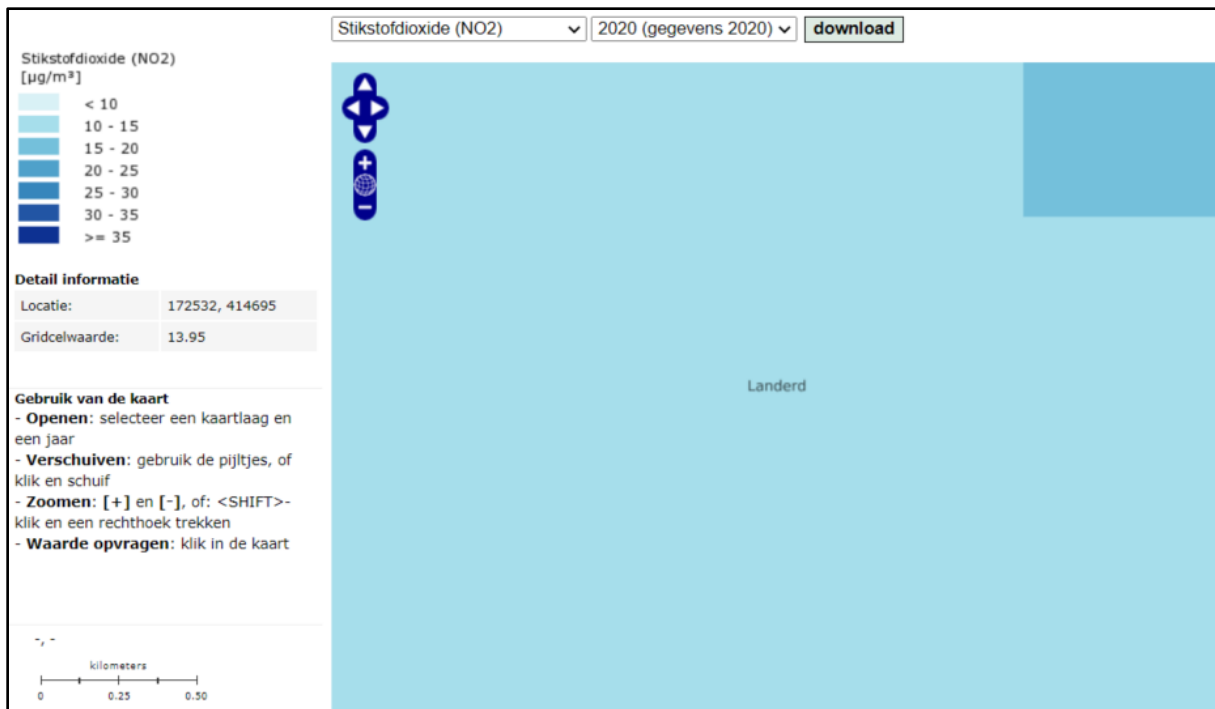 Stikstofdioxide (NO2)
2020 (gegevens 2020)
download
Stikstofdioxide (NO2)
[µg/m³]
< 10
10 - 15
15 - 20
20 - 25
25 - 30
30 - 35
>= 35
Detail informatie
Locatie: 172532, 414695
Gridcelwaarde: 13.95
Gebruik van de kaart
- Openen: selecteer een kaartlaag en
een jaar
- Verschuiven: gebruik de pijltjes, of
klik en schuif
- Zoomen: [+] en [-], of: <SHIFT>-
klik en een rechthoek trekken
- Waarde opvragen: klik in de kaart
Landerd
-, -
kilometers
0 0.25 0.50